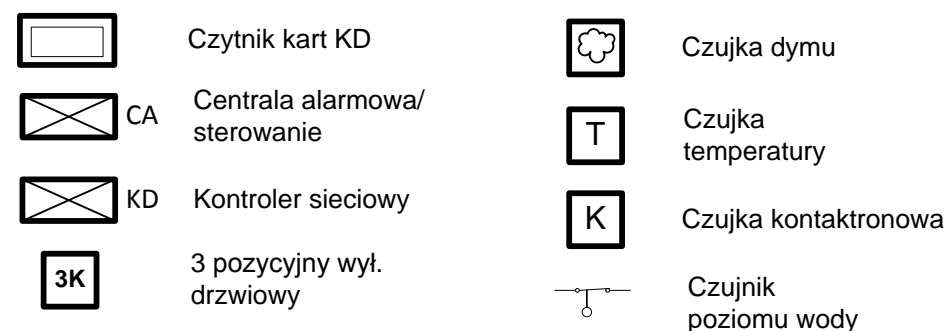 Czytnik kart KD
CA
Centrala alarmowa/
sterowanie
KD
Kontroler sieciowy
3K
3 pozycyjny wył.
drzwiowy
Czujka dymu
T
Czujka
temperatury
K
Czujka kontaktronowa
Czujnik
poziomu wody